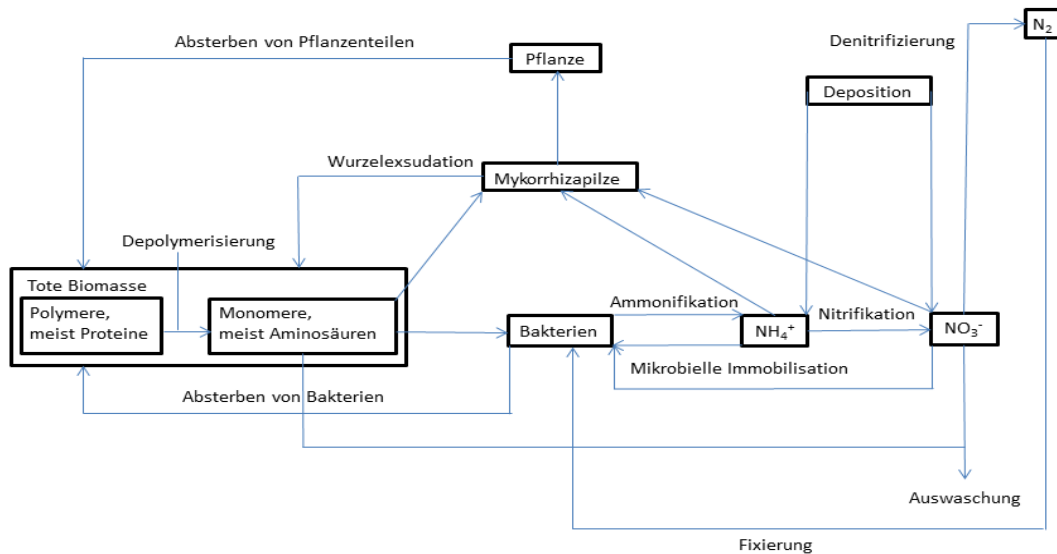 N₂
Absterben von Pflanzenteilen
Denitrifizierung
Pflanze
Deposition
Wurzelexsudation
Mykorrhizapilze
Depolymerisierung
Tote Biomasse
Polymere,
meist Proteine
Monomere,
meist Aminosäuren
Ammonifikation
Bakterien
NH₄⁺
Nitrifikation
NO₃⁻
Mikrobielle Immobilisation
Absterben von Bakterien
Auswaschung
Fixierung